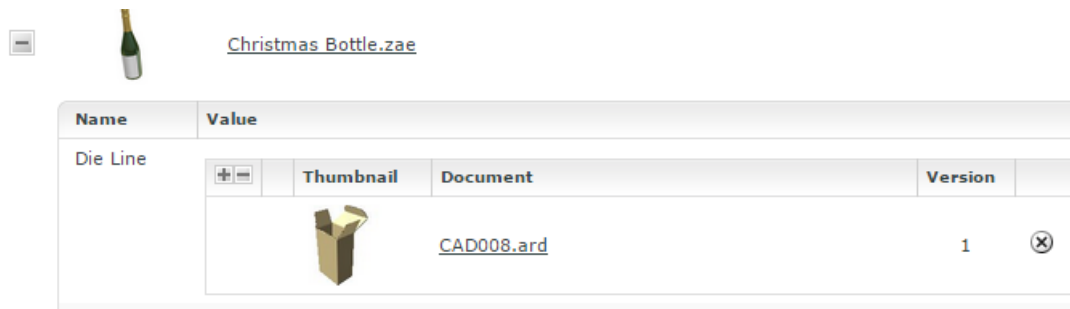 Christmas Bottle.zae
Name Value
Die Line
Thumbnail Document Version
CAD008.ard 1